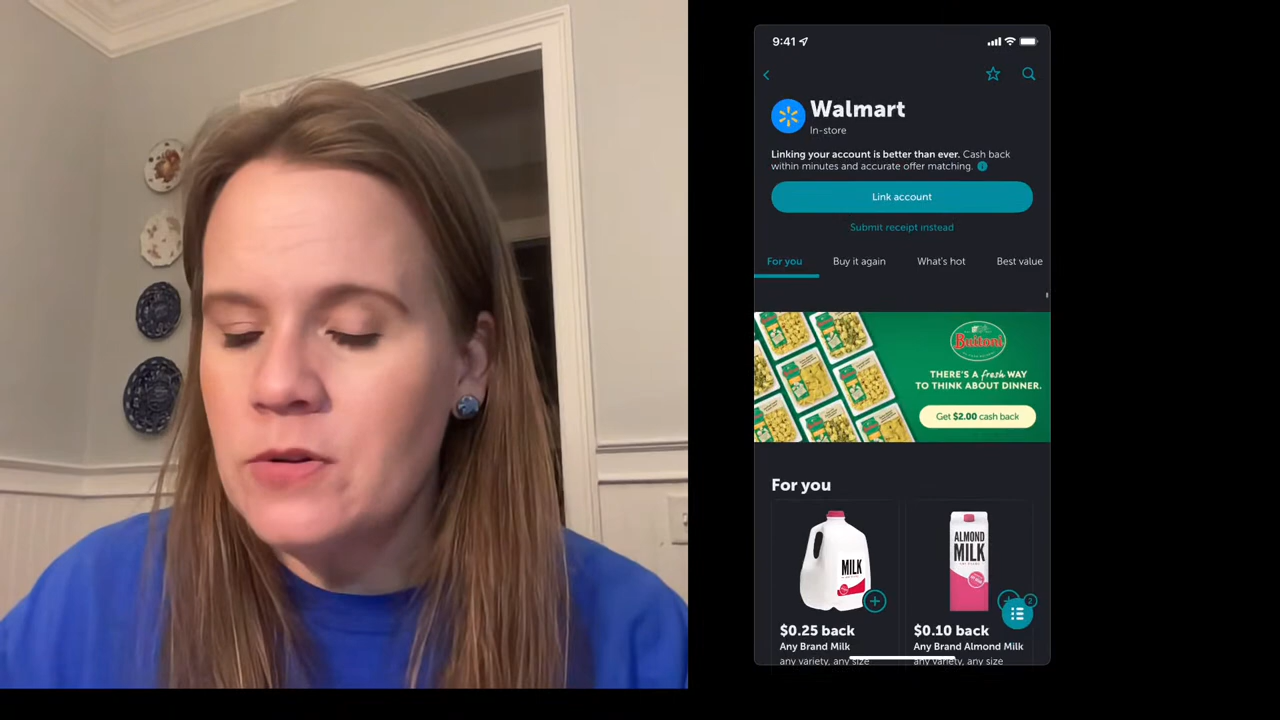 9:41
Walmart
In-store
Linking your account is better than ever. Cash back
within minutes and accurate offer matching.
Link account
Submit receipt instead
For you
Buy it again
What's hot
Best value
Buitoni
THERE'S A fresh WAY
TO THINK ABOUT DINNER.
Get $2.00 cash back
For you
MILK
ALMOND
MILK
2
$0.25 back
Any Brand Milk
any variety, any size
$0.10 back
Any Brand Almond Milk
any variety, any size